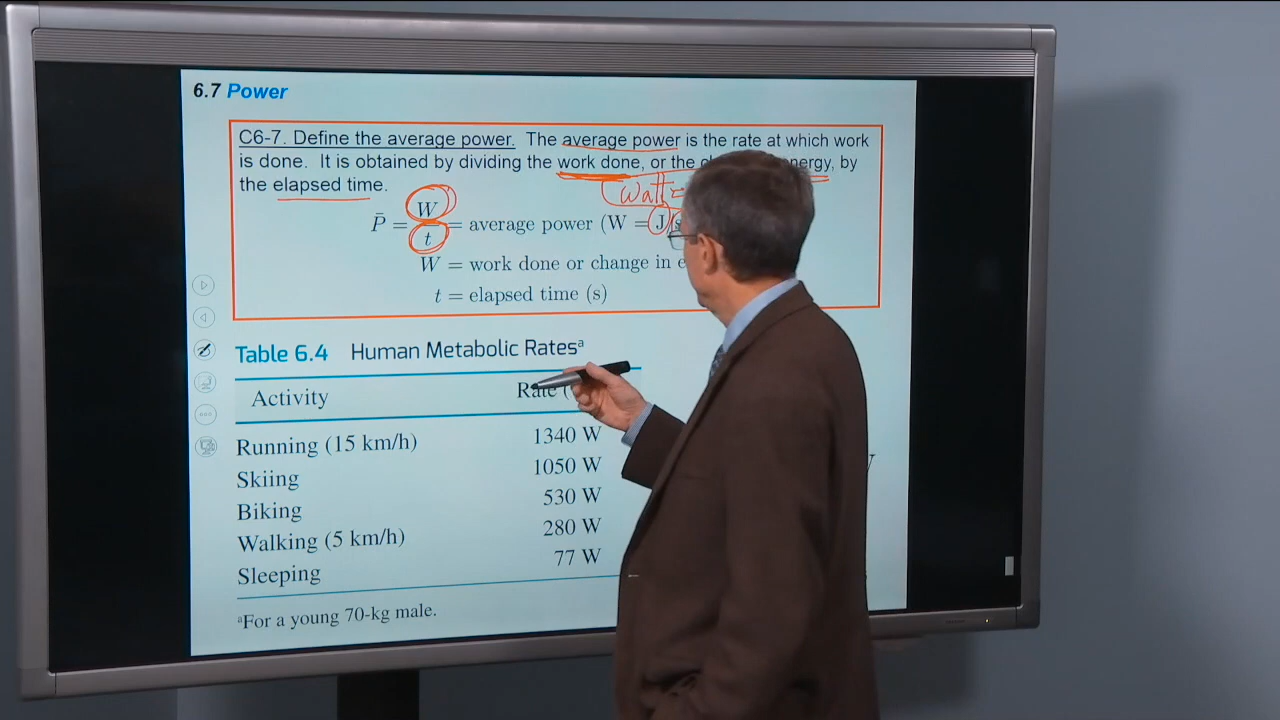 6.7 Power
C6-7. Define the average power. The average power is the rate at which work
is done. It is obtained by dividing the work done, or the energy, by
the elapsed time.
Watt=
P̄ = W/t = average power (W = J/s
W = work done or change in
t = elapsed time (s)
Table 6.4 Human Metabolic Ratesᵃ
Activity Rate
Running (15 km/h) 1340 W
Skiing 1050 W
Biking 530 W
Walking (5 km/h) 280 W
Sleeping 77 W
ᵃFor a young 70-kg male.